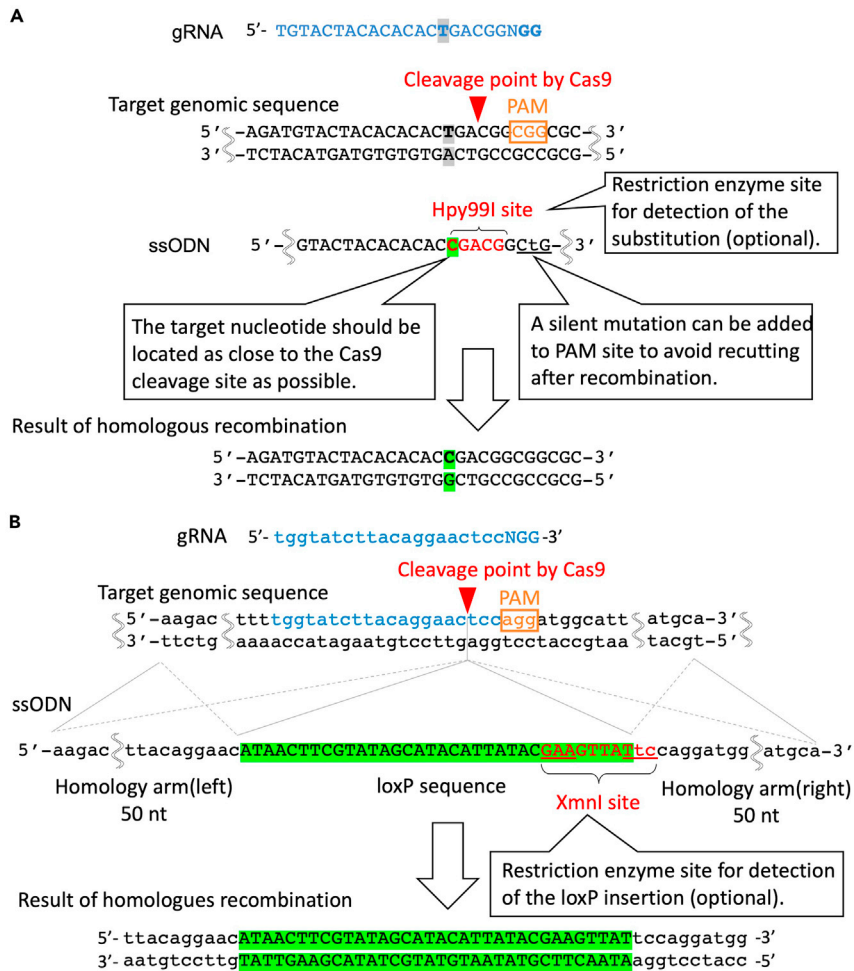 A
gRNA 5'- TGTACTACACACACTGACGGNGG
Cleavage point by Cas9
Target genomic sequence PAM
5'-AGATGTACTACACACACTGACGGCGGCGC-3'
3'-TCTACATGATGTGTGTGACTGCCGCCGCG-5'
Restriction enzyme site
for detection of the
substitution (optional).
Hpy99I site
ssODN 5'-GTACTACACACACCGACGGCtG-3'
The target nucleotide should be
located as close to the Cas9
cleavage site as possible.
A silent mutation can be added
to PAM site to avoid recutting
after recombination.
Result of homologous recombination
5'-AGATGTACTACACACACCGACGGCGGCGC-3'
3'-TCTACATGATGTGTGTGGCTGCCGCCGCG-5'
B
gRNA 5'- tggtatcttacaggaactccNGG-3'
Cleavage point by Cas9
Target genomic sequence PAM
5'-aagac tttttggtatcttacaggaactccaggatggcatt atgca-3'
3'-ttctg aaaaaccatagaatgtccttgaggtcctaccgtaa tacgt-5'
ssODN
5'-aagac ttacaggaacATAACTTCGTATAGCATACATTATACGAAGTTATtccaggatgg atgca-3'
Homology arm(left) loxP sequence Homology arm(right)
50 nt XmnI site 50 nt
Restriction enzyme site for detection
of the loxP insertion (optional).
Result of homologues recombination
5'-ttacaggaacATAACTTCGTATAGCATACATTATACGAAGTTATtccaggatgg -3'
3'-aatgtccttgTATTGAAGCATATCGTATGTAATATGCTTCAATAaggtcctacc -5'